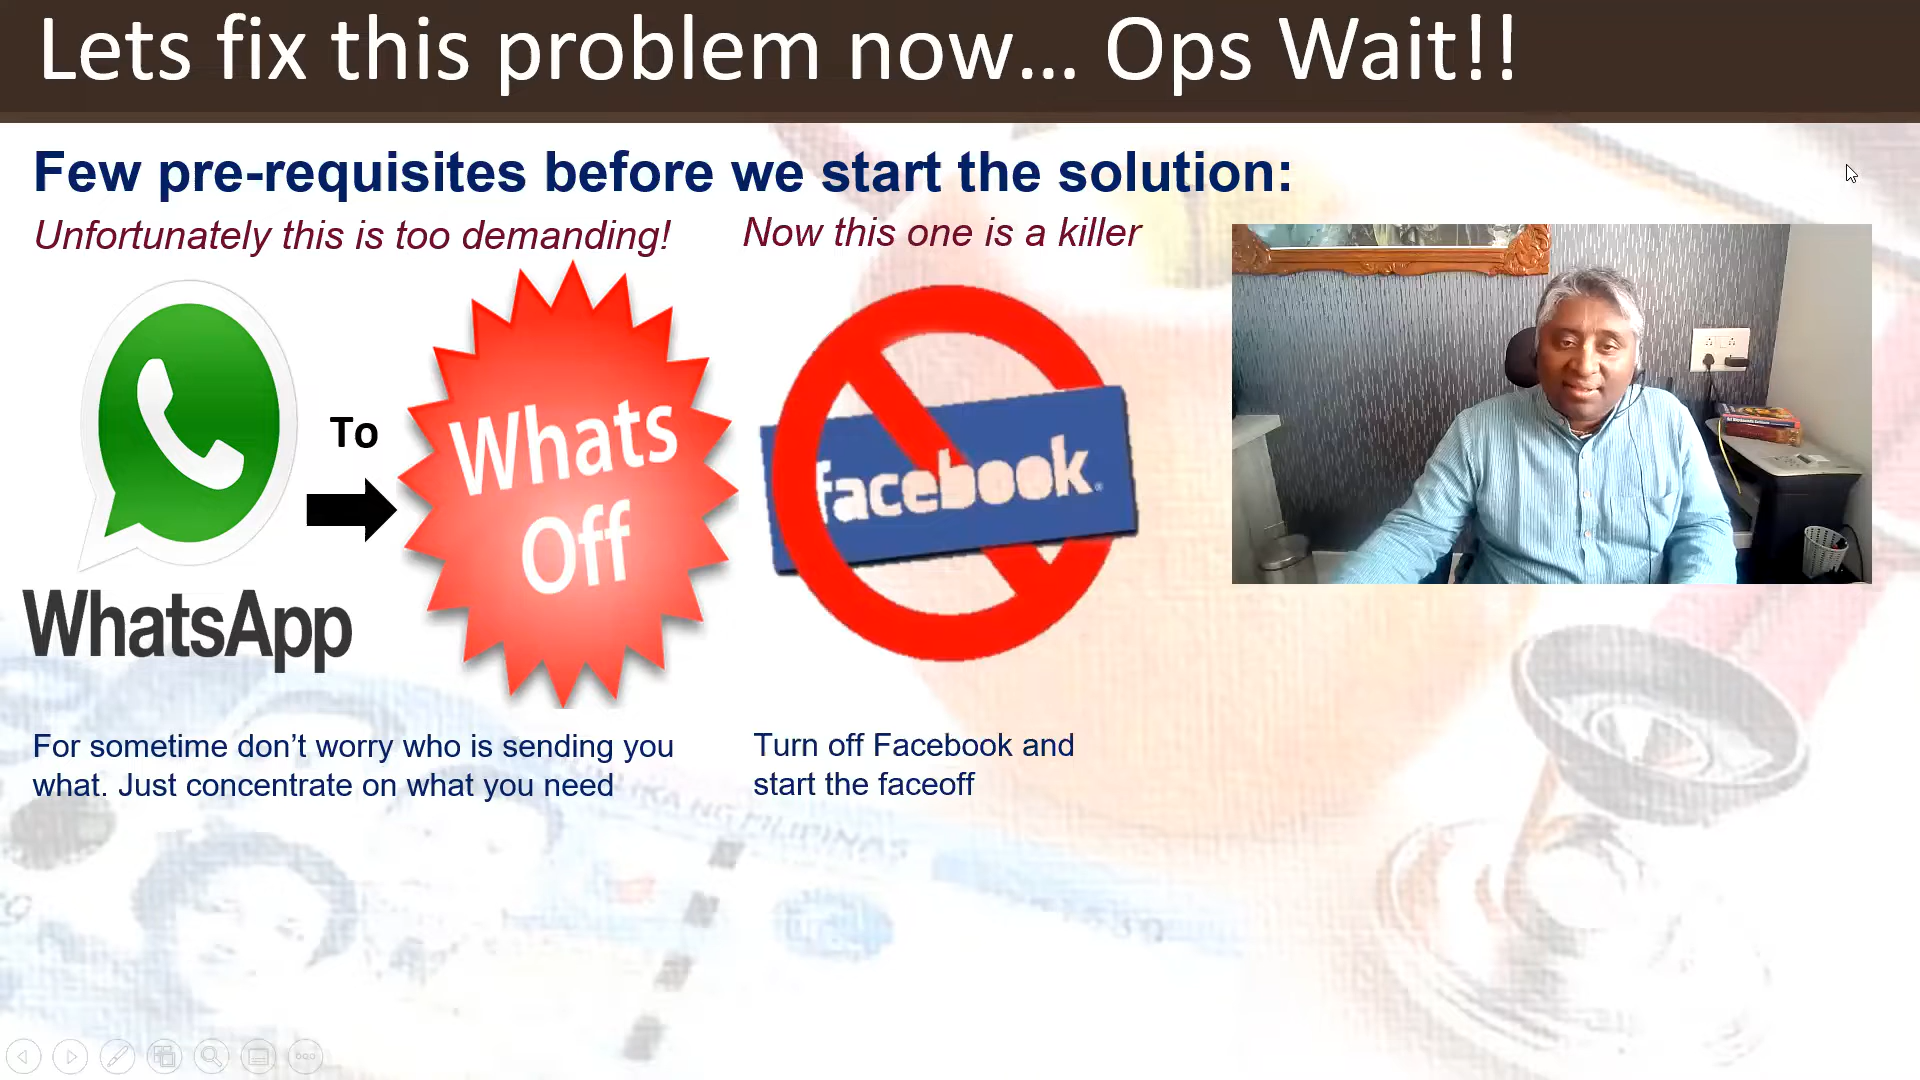 Lets fix this problem now... Ops Wait!!
Few pre-requisites before we start the solution:
Unfortunately this is too demanding!
Now this one is a killer
To
Whats
Off
facebook
WhatsApp
For sometime don’t worry who is sending you
what. Just concentrate on what you need
Turn off Facebook and
start the faceoff
NG PILIPINAS